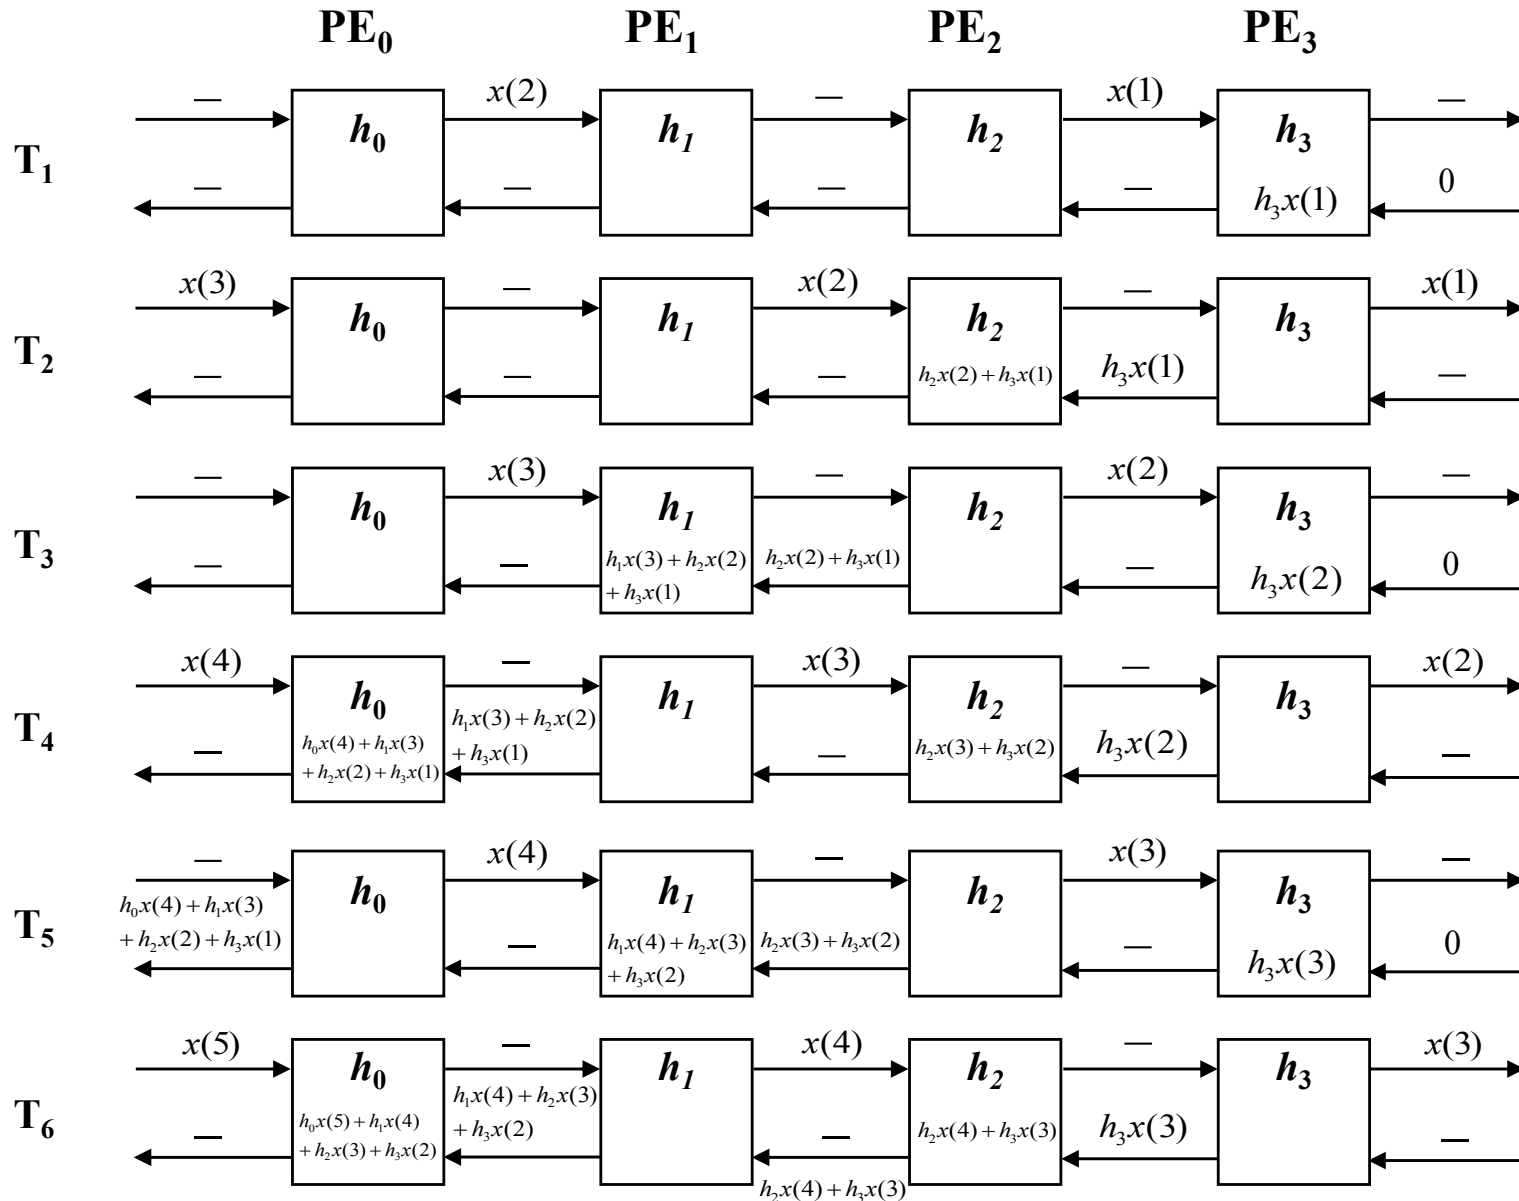 PE₀ PE₁ PE₂ PE₃
— x(2) — x(1) —
h₀ h₁ h₂ h₃
T₁
— — — — h₃x(1) 0
x(3) — x(2) — x(1)
h₀ h₁ h₂ h₃
T₂
— — — h₂x(2) + h₃x(1) h₃x(1) —
— x(3) — x(2) —
h₀ h₁ h₂ h₃
T₃
— — h₁x(3) + h₂x(2) h₂x(2) + h₃x(1) — h₃x(2) 0
+ h₃x(1)
x(4) — x(3) — x(2)
h₀ h₁ h₂ h₃
T₄
h₁x(3) + h₂x(2)
— h₀x(4) + h₁x(3) + h₃x(1) — h₂x(3) + h₃x(2) h₃x(2) —
+ h₂x(2) + h₃x(1)
— x(4) — x(3) —
h₀ h₁ h₂ h₃
h₀x(4) + h₁x(3)
T₅
+ h₂x(2) + h₃x(1) — h₁x(4) + h₂x(3) h₂x(3) + h₃x(2) — h₃x(3) 0
+ h₃x(2)
x(5) — x(4) — x(3)
h₀ h₁ h₂ h₃
T₆
h₁x(4) + h₂x(3)
— h₀x(5) + h₁x(4) + h₃x(2) — h₂x(4) + h₃x(3) h₃x(3) —
+ h₂x(3) + h₃x(2)
h₂x(4) + h₃x(3)